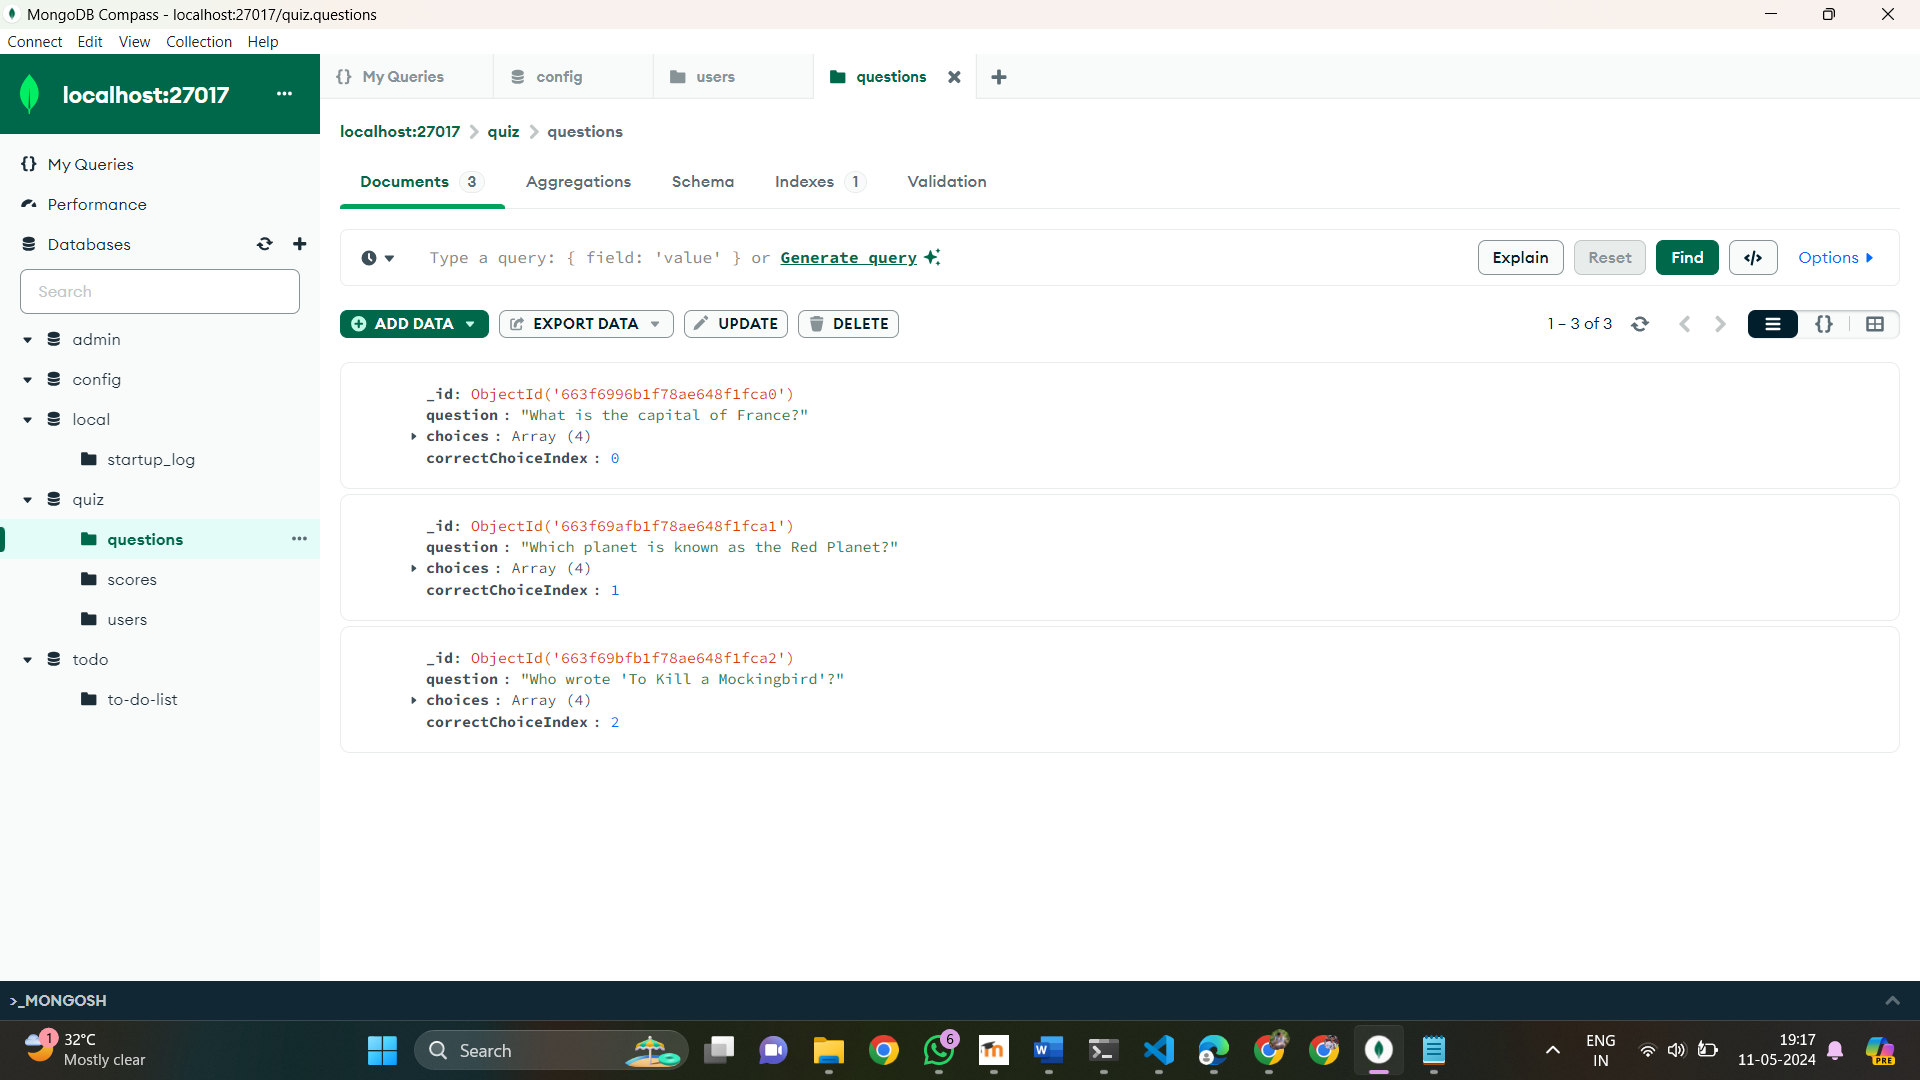 MongoDB Compass - localhost:27017/quiz.questions
Connect Edit View Collection Help
localhost:27017
My Queries
Performance
Databases
Search
admin
config
local
startup_log
quiz
questions
scores
users
todo
to-do-list
{} My Queries config users questions
localhost:27017 > quiz > questions
Documents 3 Aggregations Schema Indexes 1 Validation
Type a query: { field: 'value' } or Generate query
Explain Reset Find </> Options
ADD DATA EXPORT DATA UPDATE DELETE
1 – 3 of 3 {}
_id: ObjectId('663f6996b1f78ae648f1fca0')
question : "What is the capital of France?"
choices : Array (4)
correctChoiceIndex : 0
_id: ObjectId('663f69afb1f78ae648f1fca1')
question : "Which planet is known as the Red Planet?"
choices : Array (4)
correctChoiceIndex : 1
_id: ObjectId('663f69bfb1f78ae648f1fca2')
question : "Who wrote 'To Kill a Mockingbird'?"
choices : Array (4)
correctChoiceIndex : 2
>_MONGOSH
1 32°C
Mostly clear
Search
6
ENG
IN
19:17
11-05-2024
PRE